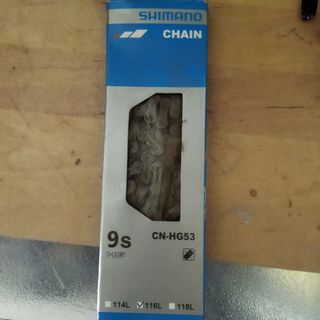 SHIMANO
CHAIN
9s
CN-HG53
114L 116L 118L